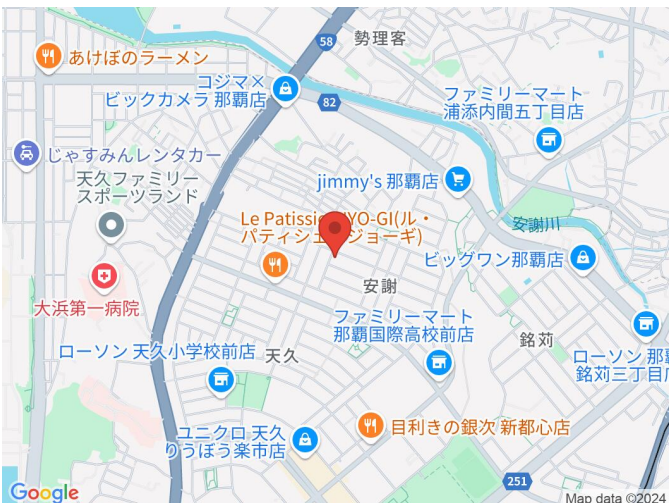 勢理客
58
あけぼのラーメン
コジマ×
ビックカメラ 那覇店
82
ファミリーマート
浦添内間五丁目店
じゃすみんレンタカー
天久ファミリー
スポーツランド
jimmy's 那覇店
Le Patissier
YO-GI(ル・
パティシエ
ジョーギ)
安謝川
ビッグワン那覇店
大浜第一病院
安謝
ファミリーマート
那覇国際高校前店
ローソン 天久小学校前店
天久
銘苅
ローソン 那覇
銘苅三丁目
目利きの銀次 新都心店
ユニクロ 天久
りうぼう楽市店
251
Google
Map data ©2024